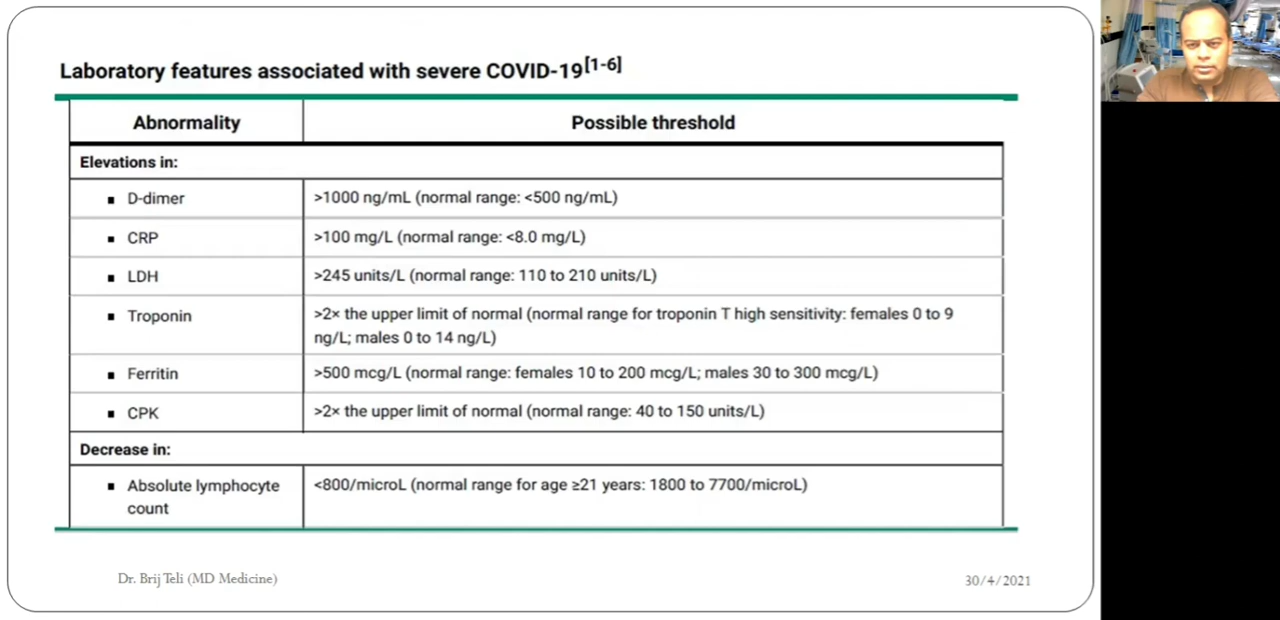 Laboratory features associated with severe COVID-19[1-6]
Abnormality Possible threshold
Elevations in:
▪ D-dimer >1000 ng/mL (normal range: <500 ng/mL)
▪ CRP >100 mg/L (normal range: <8.0 mg/L)
▪ LDH >245 units/L (normal range: 110 to 210 units/L)
▪ Troponin >2× the upper limit of normal (normal range for troponin T high sensitivity: females 0 to 9
ng/L; males 0 to 14 ng/L)
▪ Ferritin >500 mcg/L (normal range: females 10 to 200 mcg/L; males 30 to 300 mcg/L)
▪ CPK >2× the upper limit of normal (normal range: 40 to 150 units/L)
Decrease in:
▪ Absolute lymphocyte <800/microL (normal range for age ≥21 years: 1800 to 7700/microL)
count
Dr. Brij Teli (MD Medicine) 30/4/2021